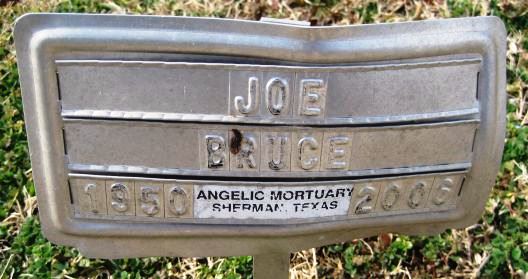 JOE
BRUCE
1950 ANGELIC MORTUARY 2006
SHERMAN, TEXAS